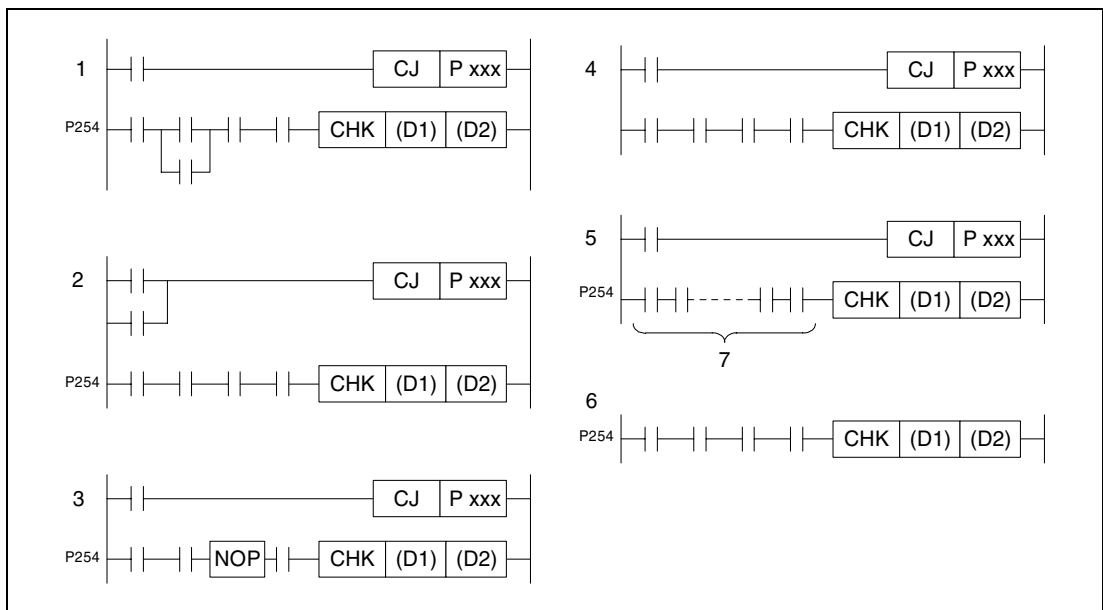 1 CJ P xxx
P254 CHK (D1) (D2)
2 CJ P xxx
P254 CHK (D1) (D2)
3 CJ P xxx
P254 NOP CHK (D1) (D2)
4 CJ P xxx
CHK (D1) (D2)
5 CJ P xxx
P254 CHK (D1) (D2)
7
6
P254 CHK (D1) (D2)